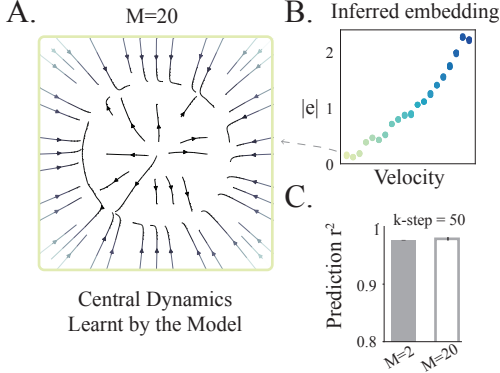 A.
M=20
Central Dynamics
Learnt by the Model
B. Inferred embedding
2
1
0
|e|
Velocity
C.
k-step = 50
1
0.9
0.8
Prediction r²
M=2
M=20